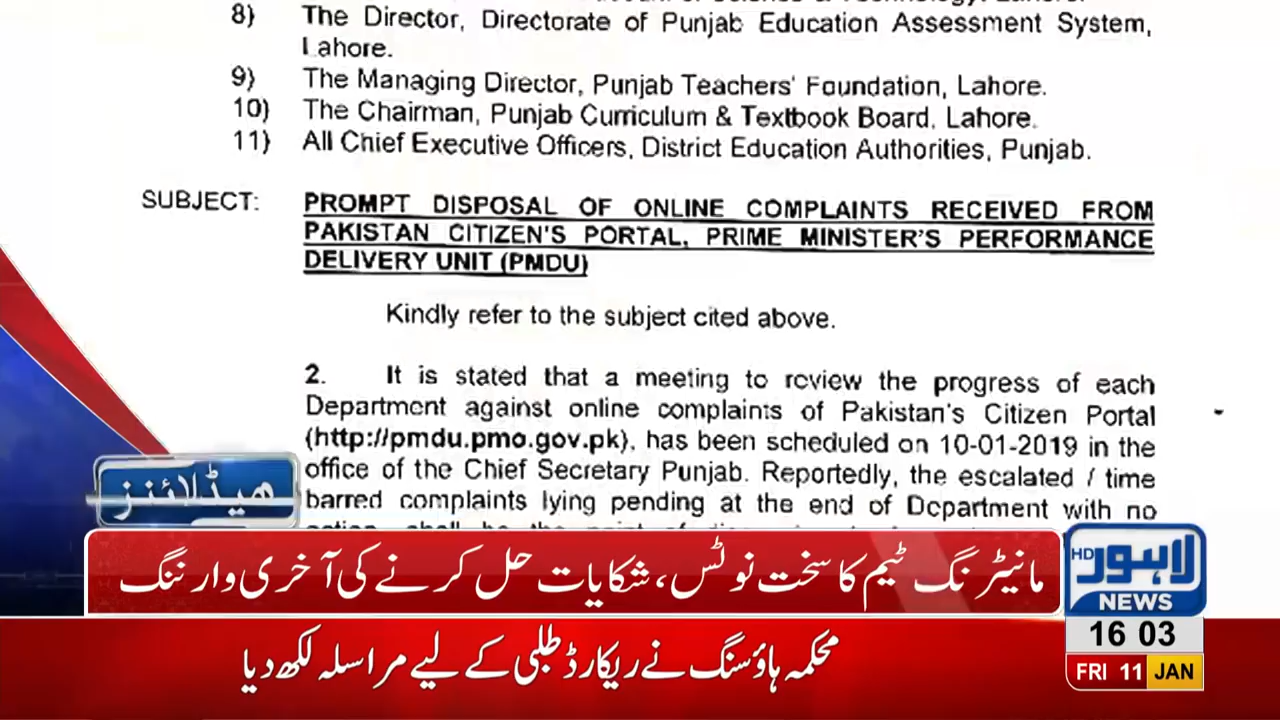 8) The Director, Directorate of Punjab Education Assessment System,
Lahore.
9) The Managing Director, Punjab Teachers' Foundation, Lahore.
10) The Chairman, Punjab Curriculum & Textbook Board, Lahore.
11) All Chief Executive Officers, District Education Authorities, Punjab.
SUBJECT: PROMPT DISPOSAL OF ONLINE COMPLAINTS RECEIVED FROM
PAKISTAN CITIZEN'S PORTAL, PRIME MINISTER'S PERFORMANCE
DELIVERY UNIT (PMDU)
Kindly refer to the subject cited above.
2. It is stated that a meeting to review the progress of each
Department against online complaints of Pakistan's Citizen Portal
(http://pmdu.pmo.gov.pk), has been scheduled on 10-01-2019 in the
office of the Chief Secretary Punjab. Reportedly, the escalated / time
barred complaints lying pending at the end of Department with no
ہیڈلائنز
مانیٹرنگ ٹیم کا سخت نوٹس، شکایات حل کرنے کی آخری وارننگ
محکمہ ہاؤسنگ نے ریکارڈ طلبی کے لیے مراسلہ لکھ دیا
HD لاہور
NEWS
16 03
FRI 11 JAN